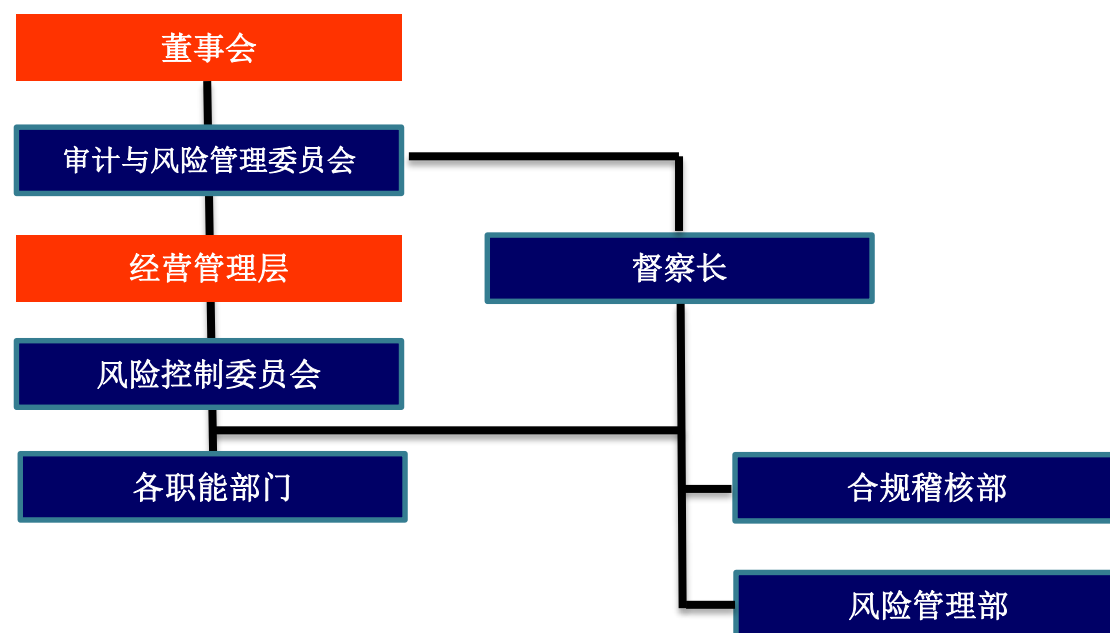 董事会
审计与风险管理委员会
经营管理层
督察长
风险控制委员会
各职能部门
合规稽核部
风险管理部